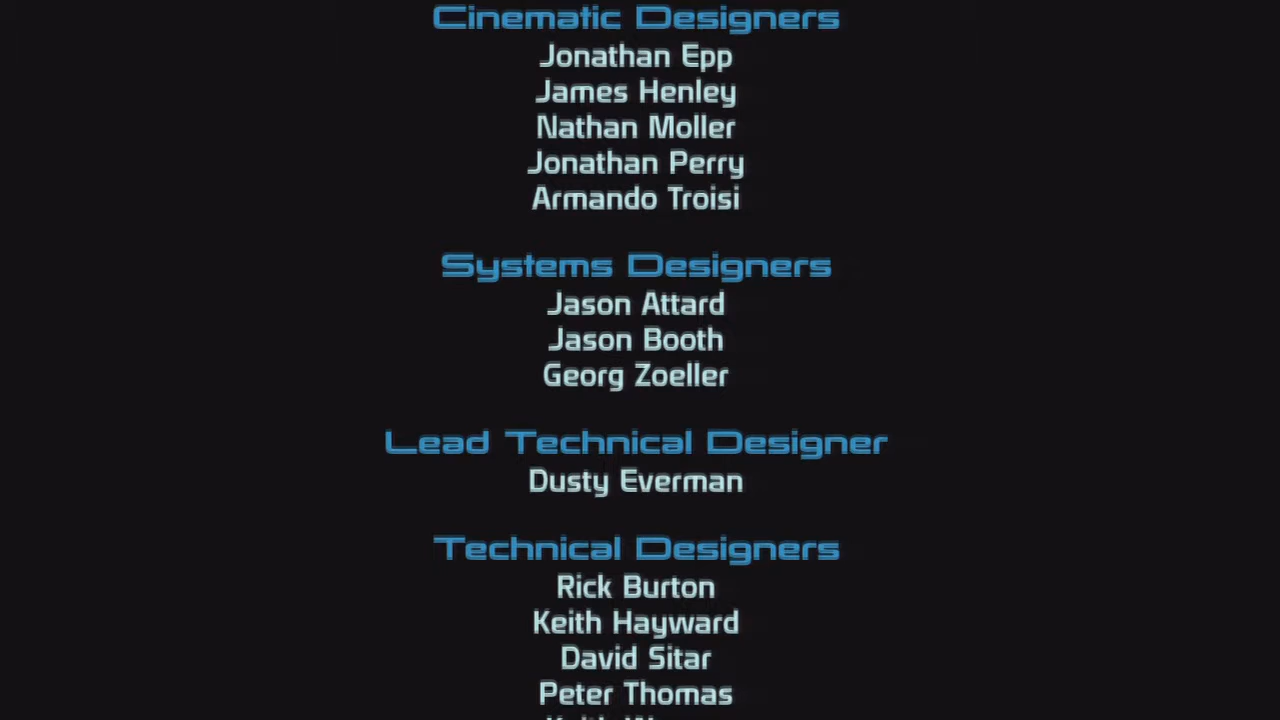 Cinematic Designers
Jonathan Epp
James Henley
Nathan Moller
Jonathan Perry
Armando Troisi
Systems Designers
Jason Attard
Jason Booth
Georg Zoeller
Lead Technical Designer
Dusty Everman
Technical Designers
Rick Burton
Keith Hayward
David Sitar
Peter Thomas
Keith